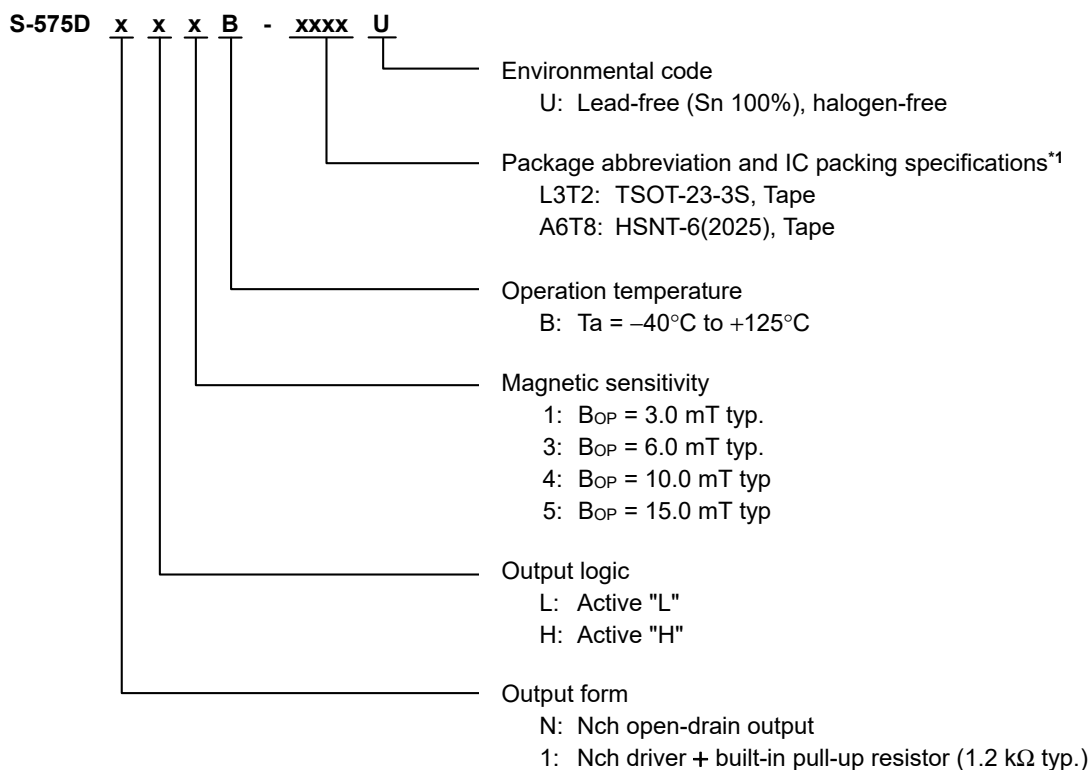 S-575D x x x B - xxxx U
Environmental code
U: Lead-free (Sn 100%), halogen-free
Package abbreviation and IC packing specifications*1
L3T2: TSOT-23-3S, Tape
A6T8: HSNT-6(2025), Tape
Operation temperature
B: Ta = −40°C to +125°C
Magnetic sensitivity
1: BOP = 3.0 mT typ.
3: BOP = 6.0 mT typ.
4: BOP = 10.0 mT typ
5: BOP = 15.0 mT typ
Output logic
L: Active "L"
H: Active "H"
Output form
N: Nch open-drain output
1: Nch driver + built-in pull-up resistor (1.2 kΩ typ.)